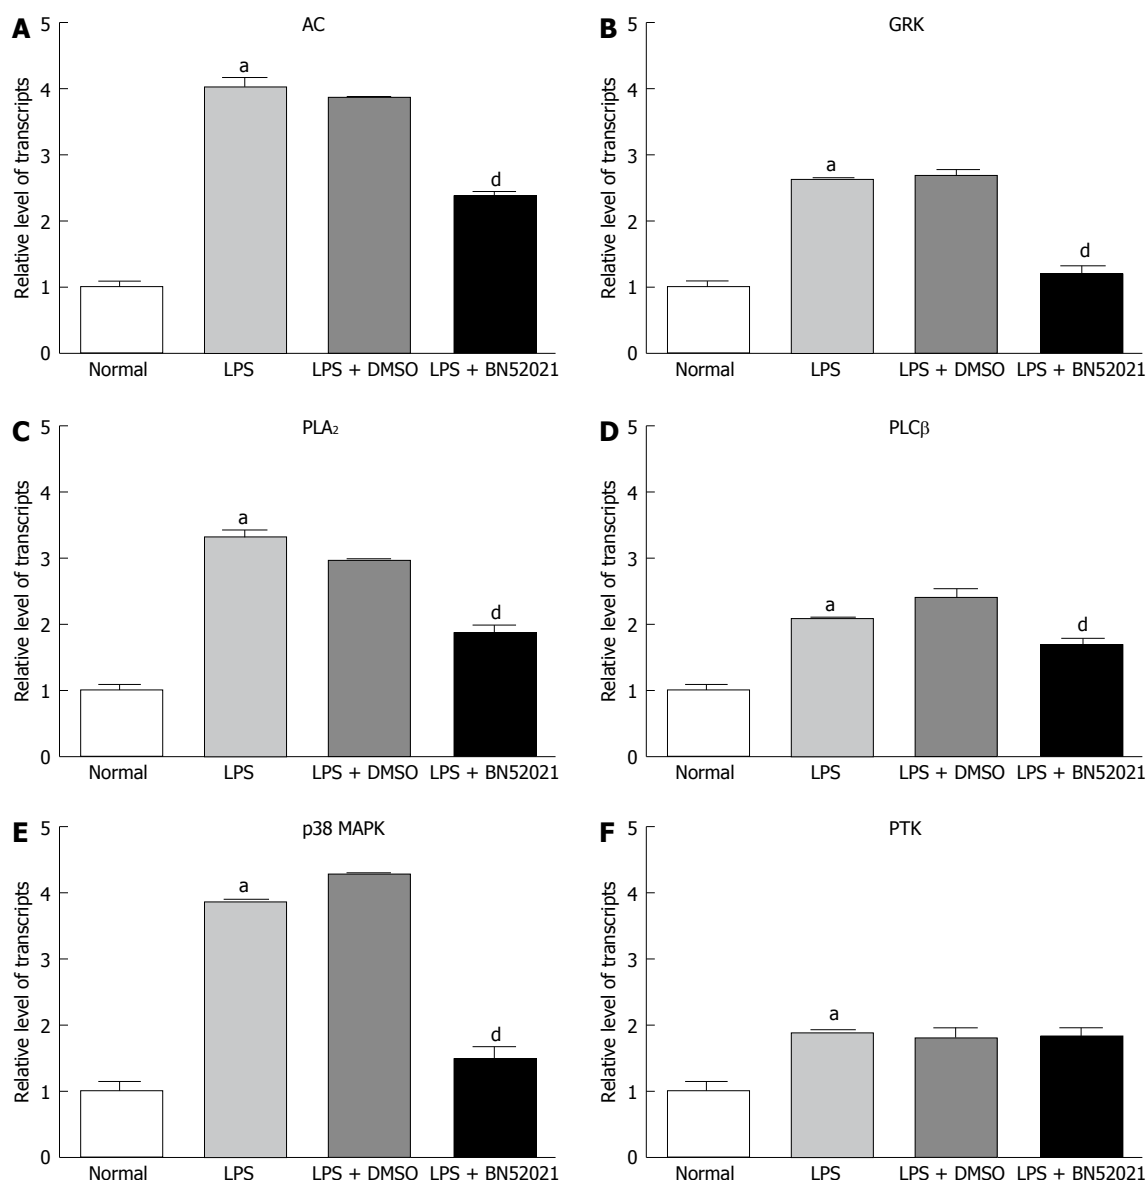 A
AC
Relative level of transcripts
5
4
3
2
1
0
a
d
Normal LPS LPS + DMSO LPS + BN52021
B
GRK
Relative level of transcripts
5
4
3
2
1
0
a
d
Normal LPS LPS + DMSO LPS + BN52021
C
PLA₂
Relative level of transcripts
5
4
3
2
1
0
a
d
Normal LPS LPS + DMSO LPS + BN52021
D
PLCβ
Relative level of transcripts
5
4
3
2
1
0
a
d
Normal LPS LPS + DMSO LPS + BN52021
E
p38 MAPK
Relative level of transcripts
5
4
3
2
1
0
a
d
Normal LPS LPS + DMSO LPS + BN52021
F
PTK
Relative level of transcripts
5
4
3
2
1
0
a
Normal LPS LPS + DMSO LPS + BN52021